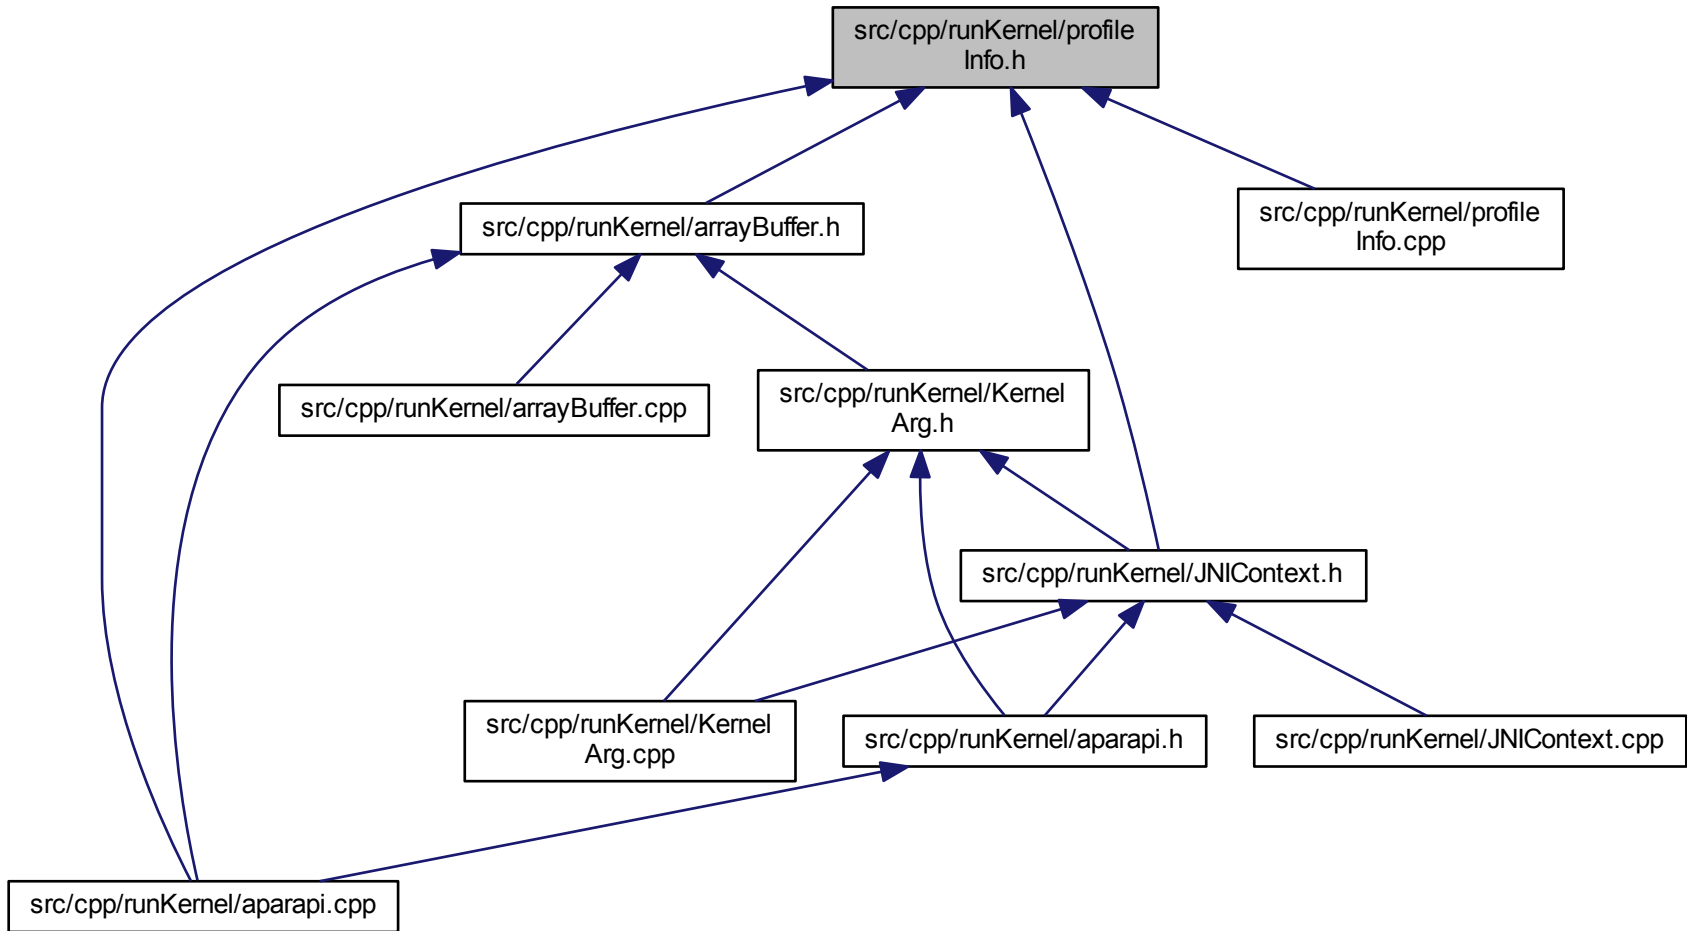 src/cpp/runKernel/profile
Info.h
src/cpp/runKernel/arrayBuffer.h
src/cpp/runKernel/profile
Info.cpp
src/cpp/runKernel/arrayBuffer.cpp
src/cpp/runKernel/Kernel
Arg.h
src/cpp/runKernel/JNIContext.h
src/cpp/runKernel/Kernel
Arg.cpp
src/cpp/runKernel/aparapi.h
src/cpp/runKernel/JNIContext.cpp
src/cpp/runKernel/aparapi.cpp